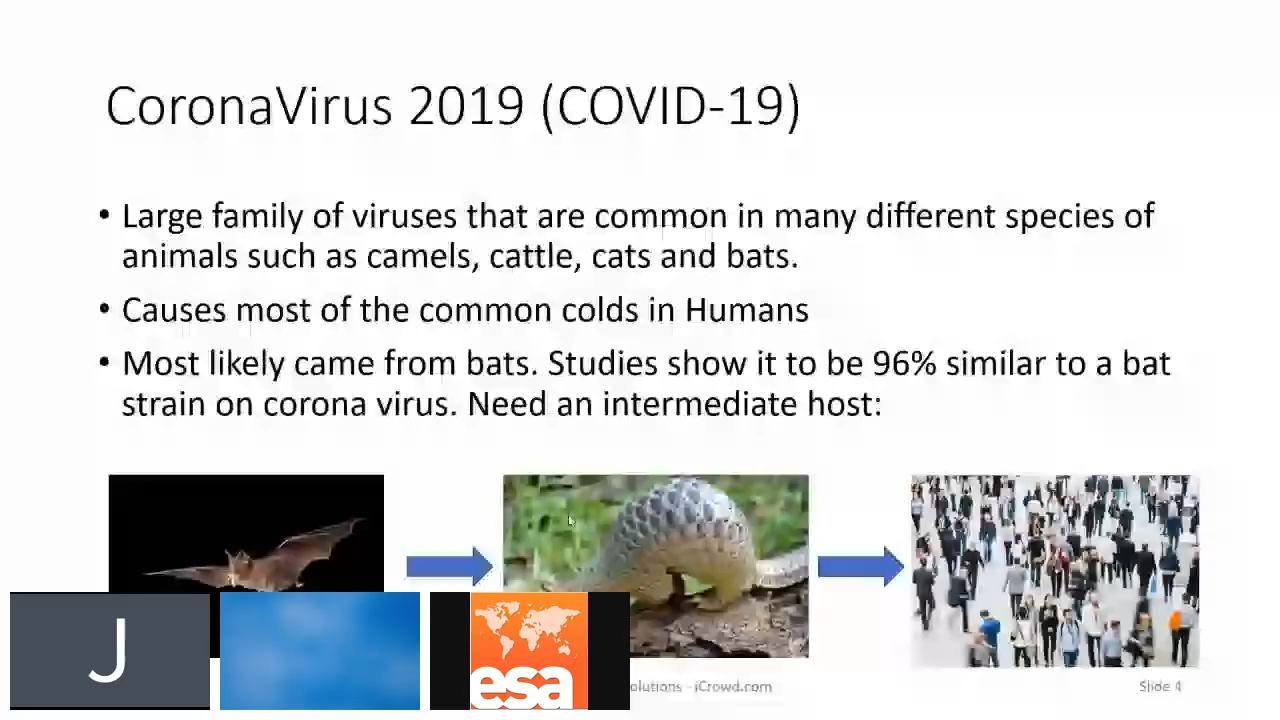 CoronaVirus 2019 (COVID-19)
• Large family of viruses that are common in many different species of
animals such as camels, cattle, cats and bats.
• Causes most of the common colds in Humans
• Most likely came from bats. Studies show it to be 96% similar to a bat
strain on corona virus. Need an intermediate host:
J
esa
olutions - iCrowd.com
Slide 4